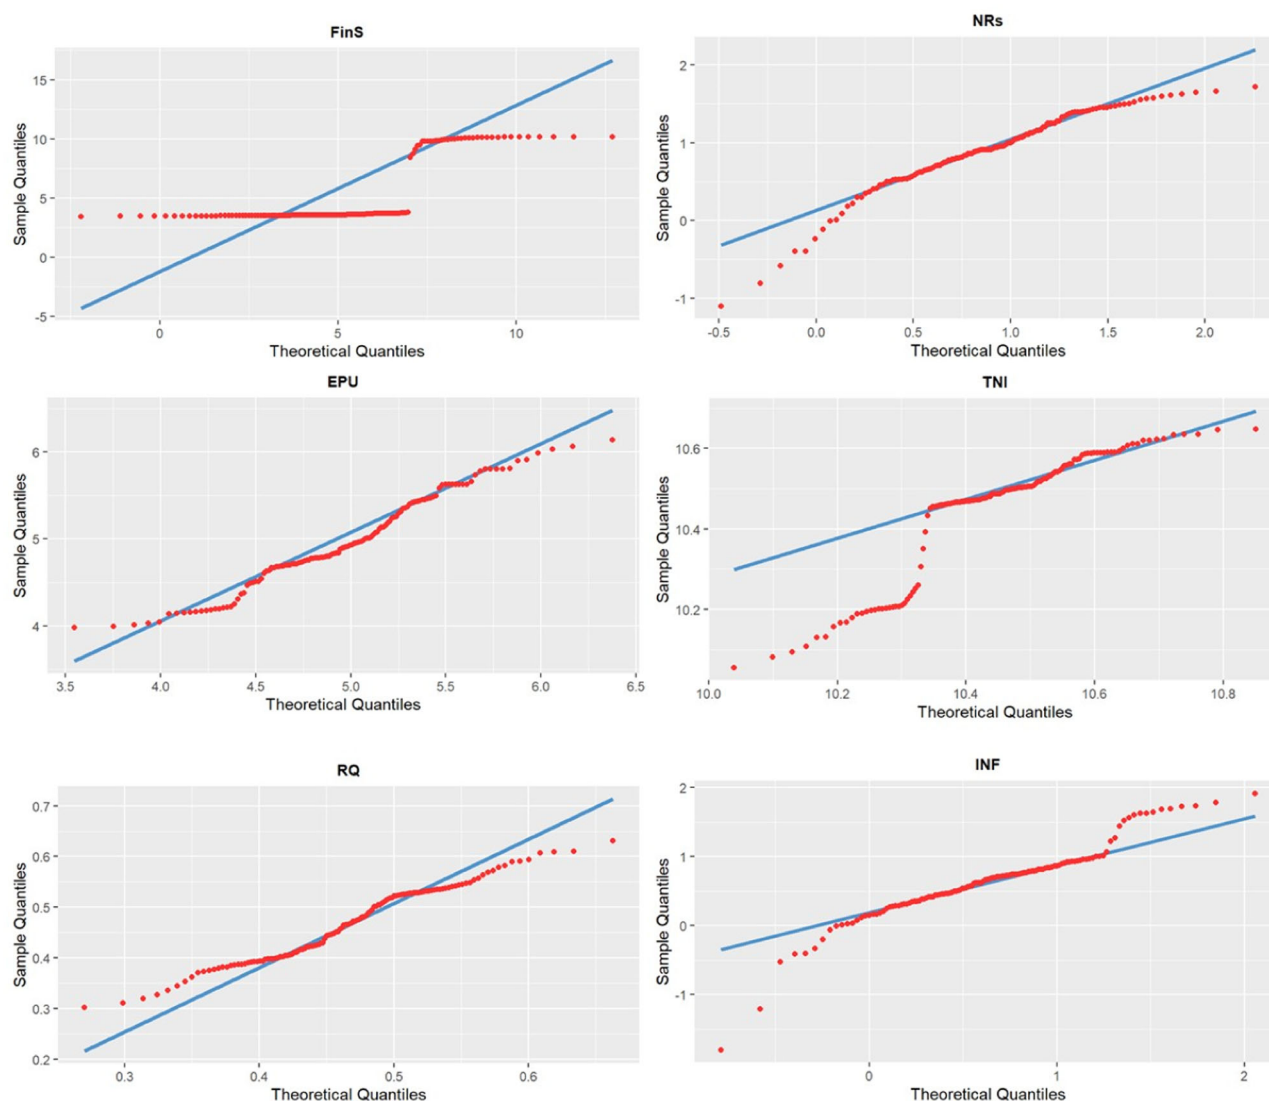 FinS
15
10
5
0
-5
Sample Quantiles
0 5 10
Theoretical Quantiles
NRs
2
1
0
-1
Sample Quantiles
-0.5 0.0 0.5 1.0 1.5 2.0
Theoretical Quantiles
EPU
6
5
4
Sample Quantiles
3.5 4.0 4.5 5.0 5.5 6.0 6.5
Theoretical Quantiles
TNI
10.6
10.4
10.2
Sample Quantiles
10.0 10.2 10.4 10.6 10.8
Theoretical Quantiles
RQ
0.7
0.6
0.5
0.4
0.3
0.2
Sample Quantiles
0.3 0.4 0.5 0.6
Theoretical Quantiles
INF
2
1
0
-1
Sample Quantiles
0 1 2
Theoretical Quantiles